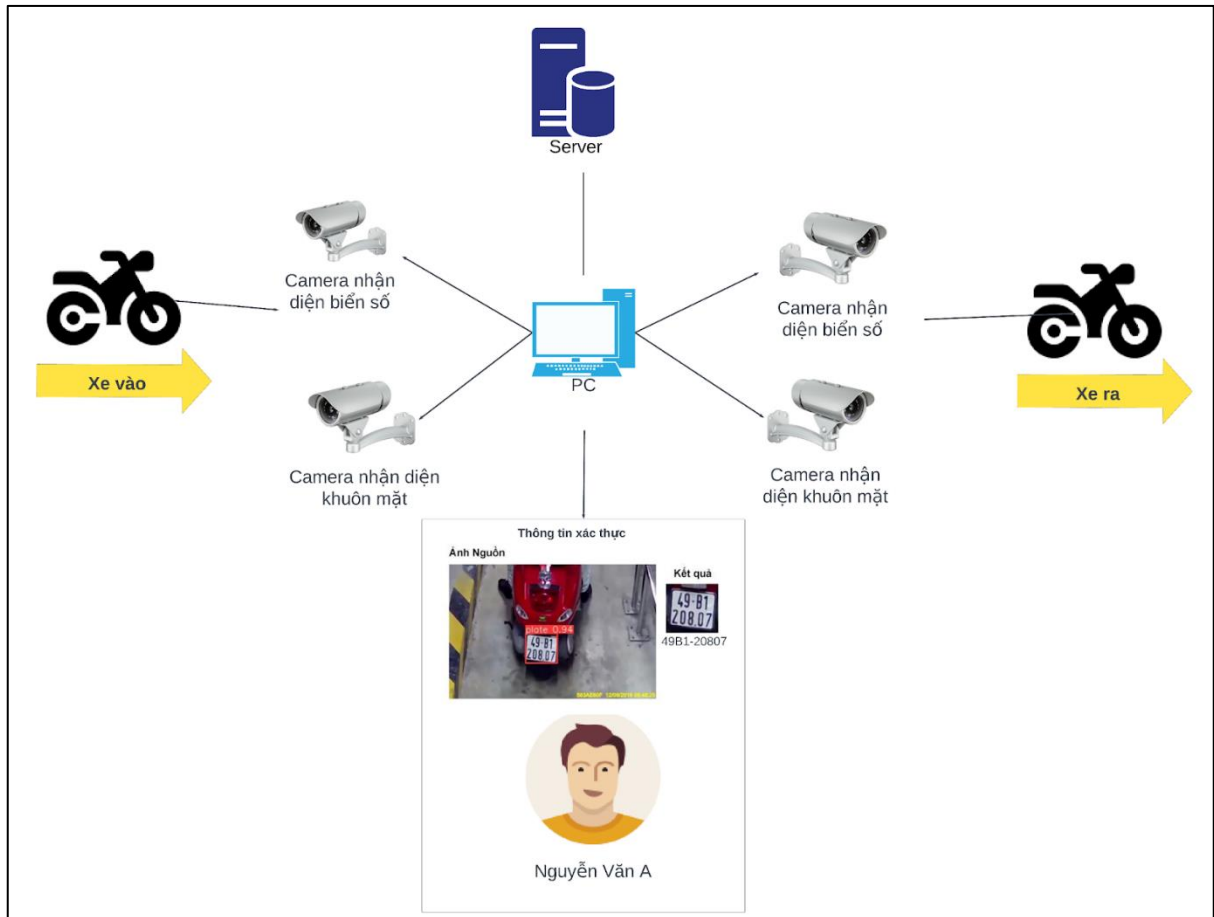 Server
Camera nhận
diện biển số
Camera nhận
diện biển số
Xe vào
PC
Xe ra
Camera nhận diện
khuôn mặt
Camera nhận
diện khuôn mặt
Thông tin xác thực
Ảnh Nguồn
Kết quả
plate 0.94
49-B1
208.07
49-B1
208.07
49B1-20807
Nguyễn Văn A